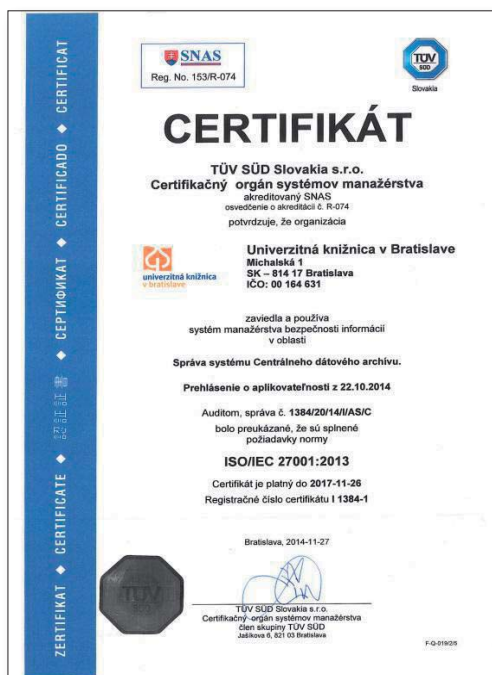 SNAS
Reg. No. 153/R-074
TÜV
SÜD
Slovakia
CERTIFIKÁT
TÜV SÜD Slovakia s.r.o.
Certifikačný orgán systémov manažérstva
akreditovaný SNAS
osvedčenie o akreditácii č. R-074
potvrdzuje, že organizácia
univerzitná knižnica
v bratislave
Univerzitná knižnica v Bratislave
Michalská 1
SK – 814 17 Bratislava
IČO: 00 164 631
zaviedla a používa
systém manažérstva bezpečnosti informácií
v oblasti
Správa systému Centrálneho dátového archívu.
Prehlásenie o aplikovateľnosti z 22.10.2014
Auditom, správa č. 1384/20/14/I/AS/C
bolo preukázané, že sú splnené
požiadavky normy
ISO/IEC 27001:2013
Certifikát je platný do 2017-11-26
Registračné číslo certifikátu I 1384-1
Bratislava, 2014-11-27
TÜV SÜD Slovakia s.r.o.
Certifikačný orgán systémov manažérstva
člen skupiny TÜV SÜD
Jašíkova 6, 821 03 Bratislava
F-Q-019/2/5
TÜV
SÜD
ZERTIFIKAT ◆ CERTIFICATE ◆ 認証証書 ◆ СЕРТИФИКАТ ◆ CERTIFICADO ◆ CERTIFICAT